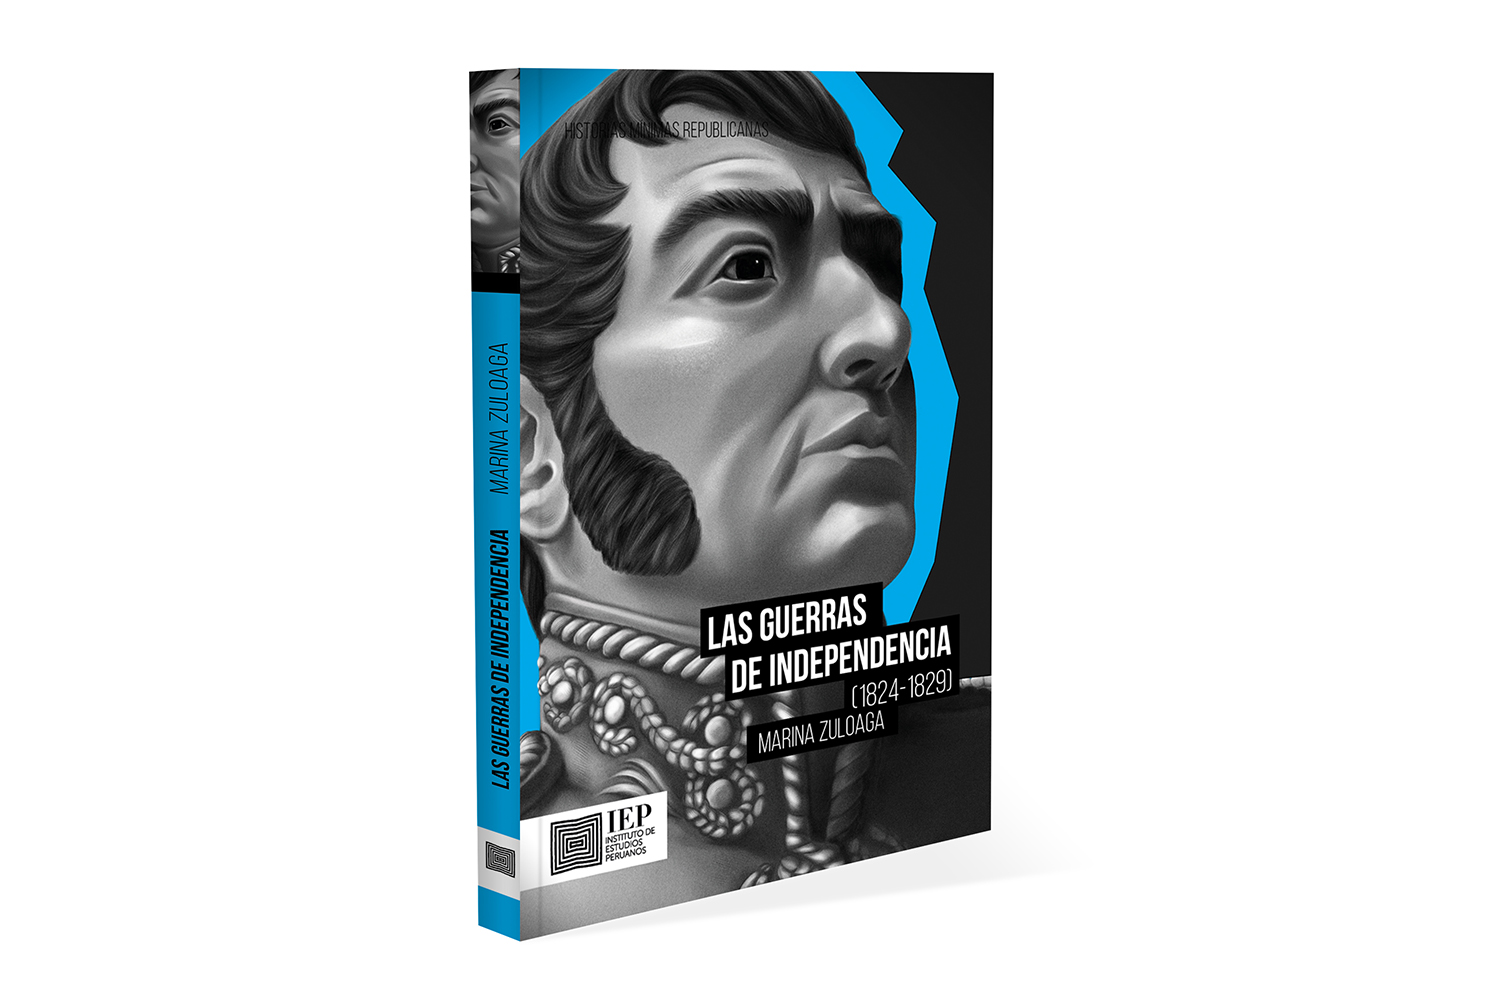 HISTORIAS MINIMAS REPUBLICANAS
LAS GUERRAS
DE INDEPENDENCIA
(1824-1829)
MARINA ZULOAGA
IEP
INSTITUTO DE
ESTUDIOS
PERUANOS
LAS GUERRAS DE INDEPENDENCIA MARINA ZULOAGA